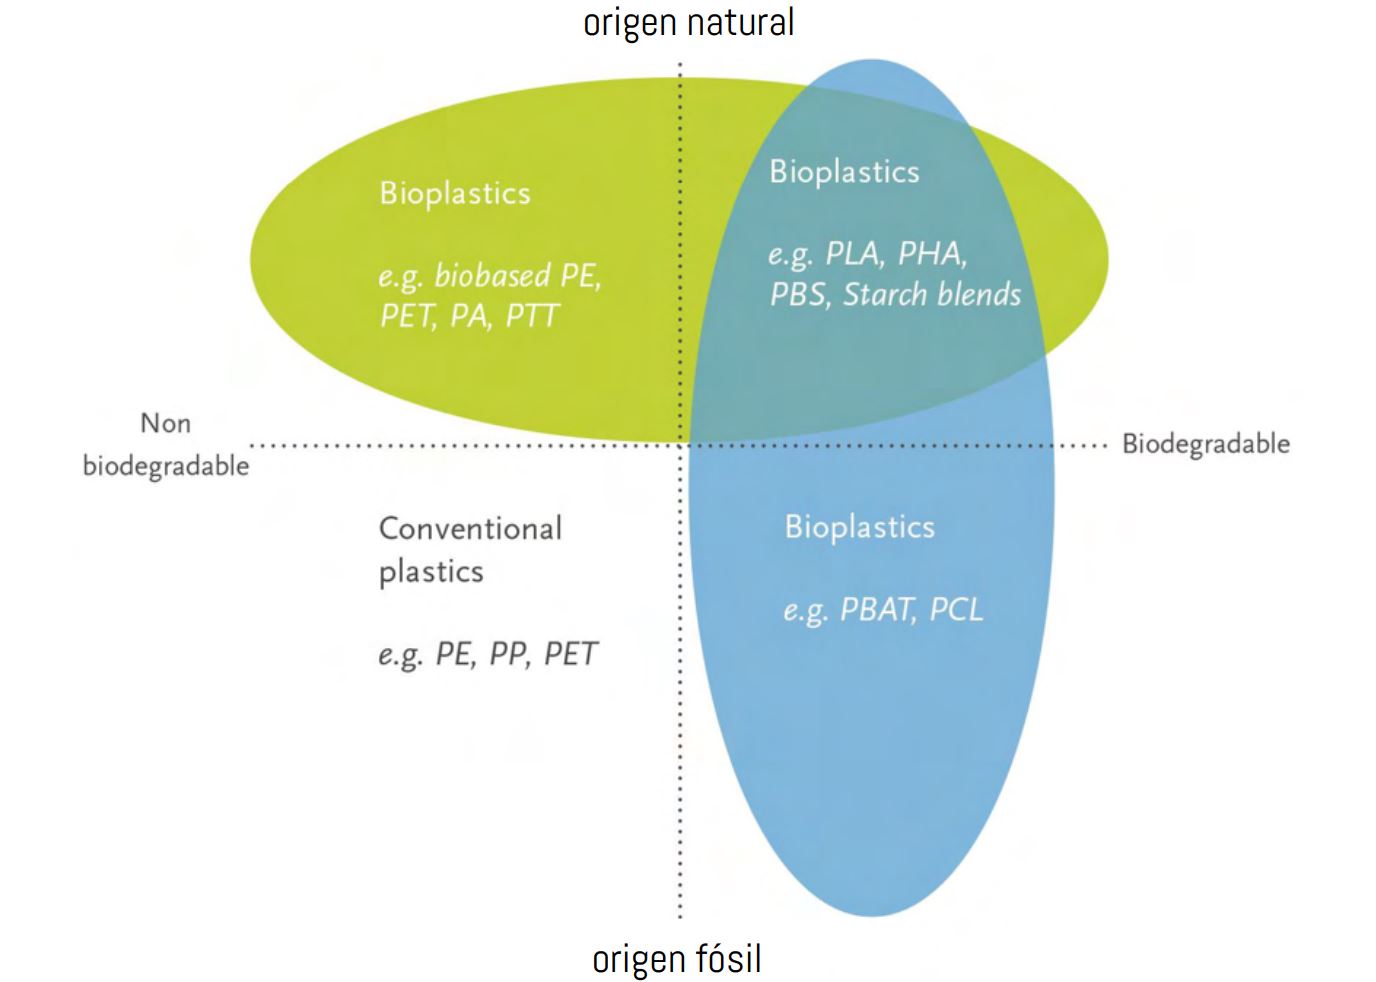 origen natural
Bioplastics
e.g. biobased PE,
PET, PA, PTT
Bioplastics
e.g. PLA, PHA,
PBS, Starch blends
Non
biodegradable
Biodegradable
Conventional
plastics
e.g. PE, PP, PET
Bioplastics
e.g. PBAT, PCL
origen fósil